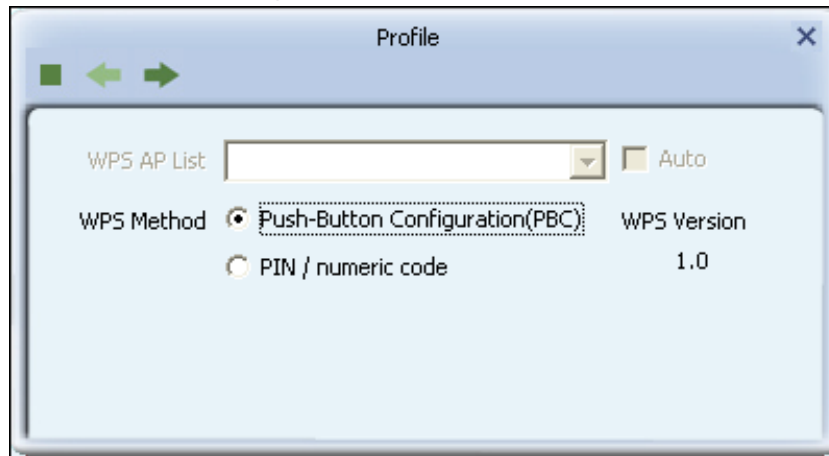 Profile
WPS AP List Auto
WPS Method Push-Button Configuration(PBC) WPS Version
PIN / numeric code 1.0